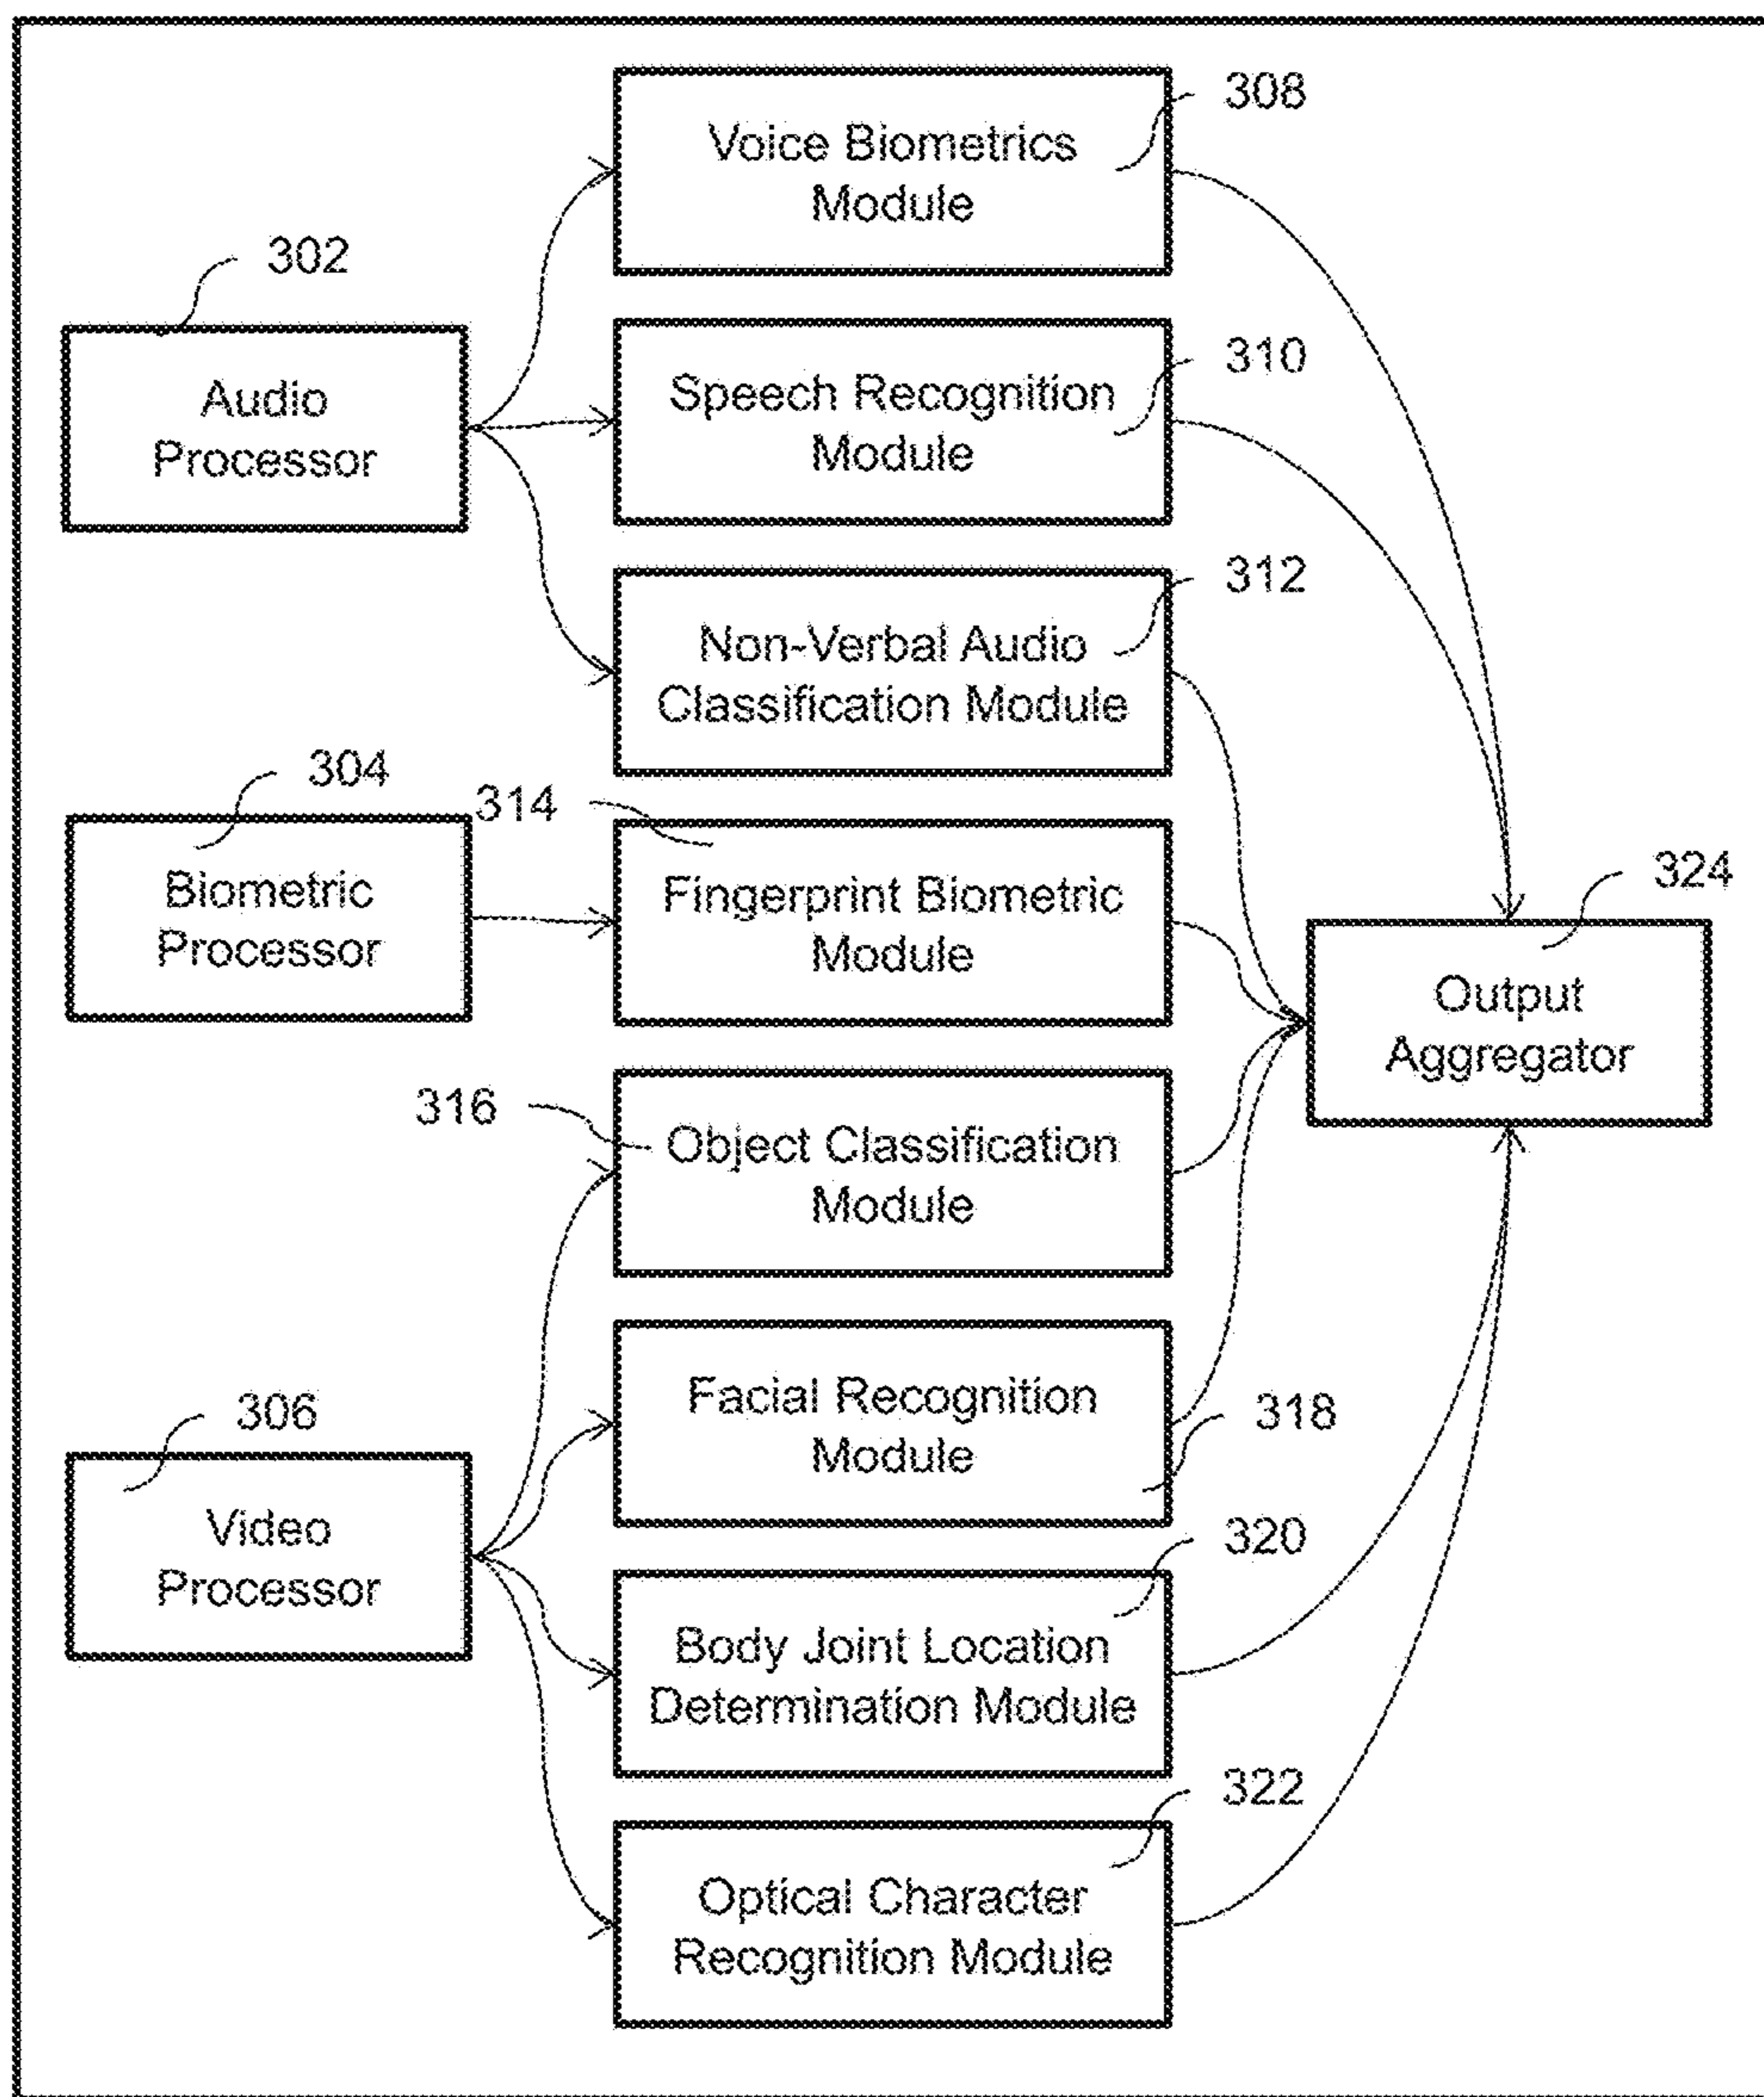 308
Voice Biometrics
Module
302
Audio
Processor
310
Speech Recognition
Module
312
Non-Verbal Audio
Classification Module
304
Biometric
Processor
314
Fingerprint Biometric
Module
324
Output
Aggregator
316
Object Classification
Module
306
Video
Processor
Facial Recognition
Module
318
320
Body Joint Location
Determination Module
322
Optical Character
Recognition Module